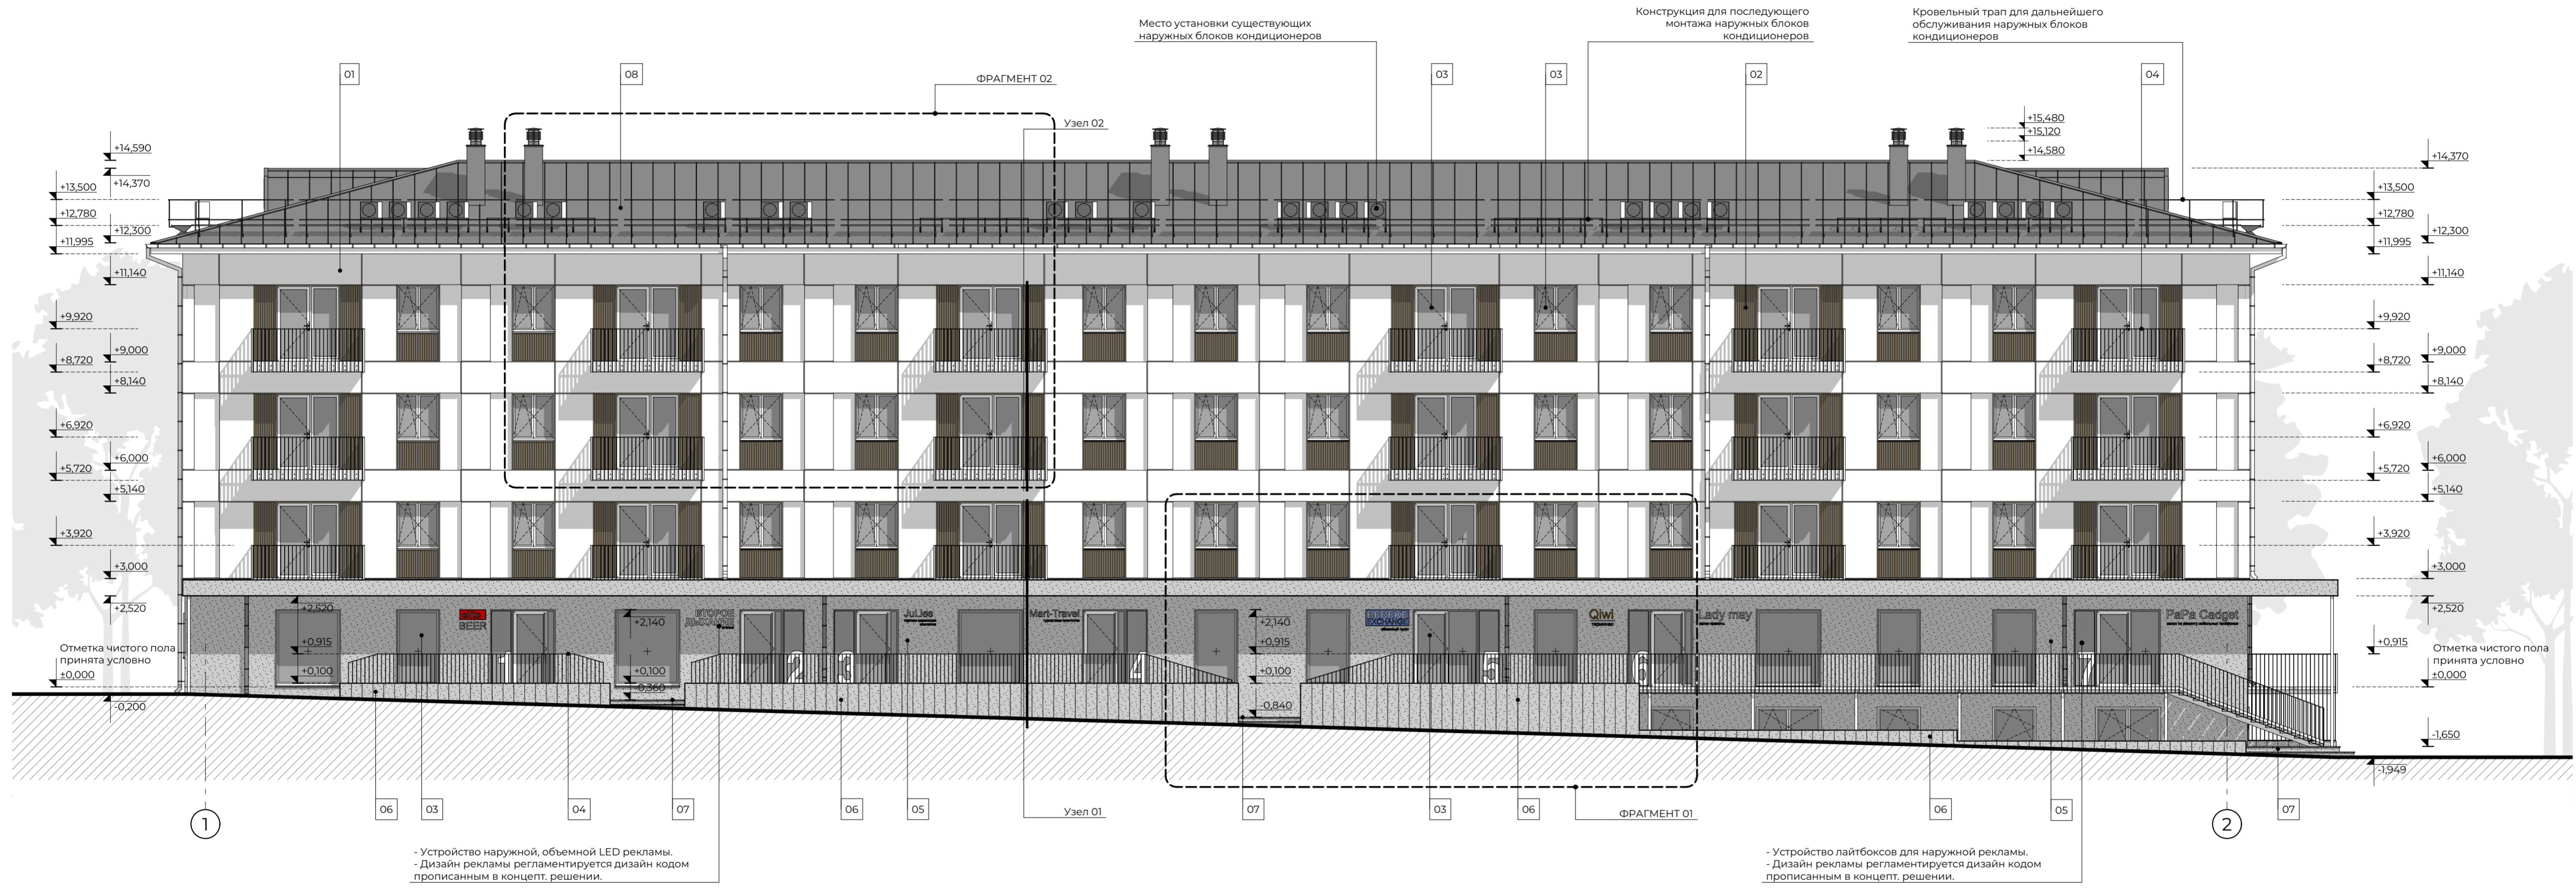 Место установки существующих
наружных блоков кондиционеров
Конструкция для последующего
монтажа наружных блоков
кондиционеров
Кровельный трап для дальнейшего
обслуживания наружных блоков
кондиционеров
01
08
ФРАГМЕНТ 02
03
03
02
04
Узел 02
+15,480
+15,120
+14,580
+14,590
+14,370
+13,500
+12,780
+12,300
+11,995
+11,140
+9,920
+9,000
+8,720
+8,140
+6,920
+6,000
+5,720
+5,140
+3,920
+3,000
+2,520
Отметка чистого пола
принята условно
±0,000
-0,200
+14,370
+13,500
+12,780
+12,300
+11,995
+11,140
+9,920
+9,000
+8,720
+8,140
+6,920
+6,000
+5,720
+5,140
+3,920
+3,000
+2,520
+0,915
Отметка чистого пола
принята условно
±0,000
-1,650
-1,949
+2,520
+0,915
+0,100
BEER
1
+2,140
+0,100
-0,360
ВТОРОЕ
ДЫХАНИЕ
2
3
JuLies
Mart-Travel
4
+2,140
+0,915
+0,100
-0,840
EXCHANGE
5
Qiwi
терминал
6
Lady may
7
PaPa Cadget
1
06
03
04
07
06
05
Узел 01
07
03
06
ФРАГМЕНТ 01
06
05
2
07
- Устройство наружной, объемной LED рекламы.
- Дизайн рекламы регламентируется дизайн кодом
прописанным в концепт. решении.
- Устройство лайтбоксов для наружной рекламы.
- Дизайн рекламы регламентируется дизайн кодом
прописанным в концепт. решении.